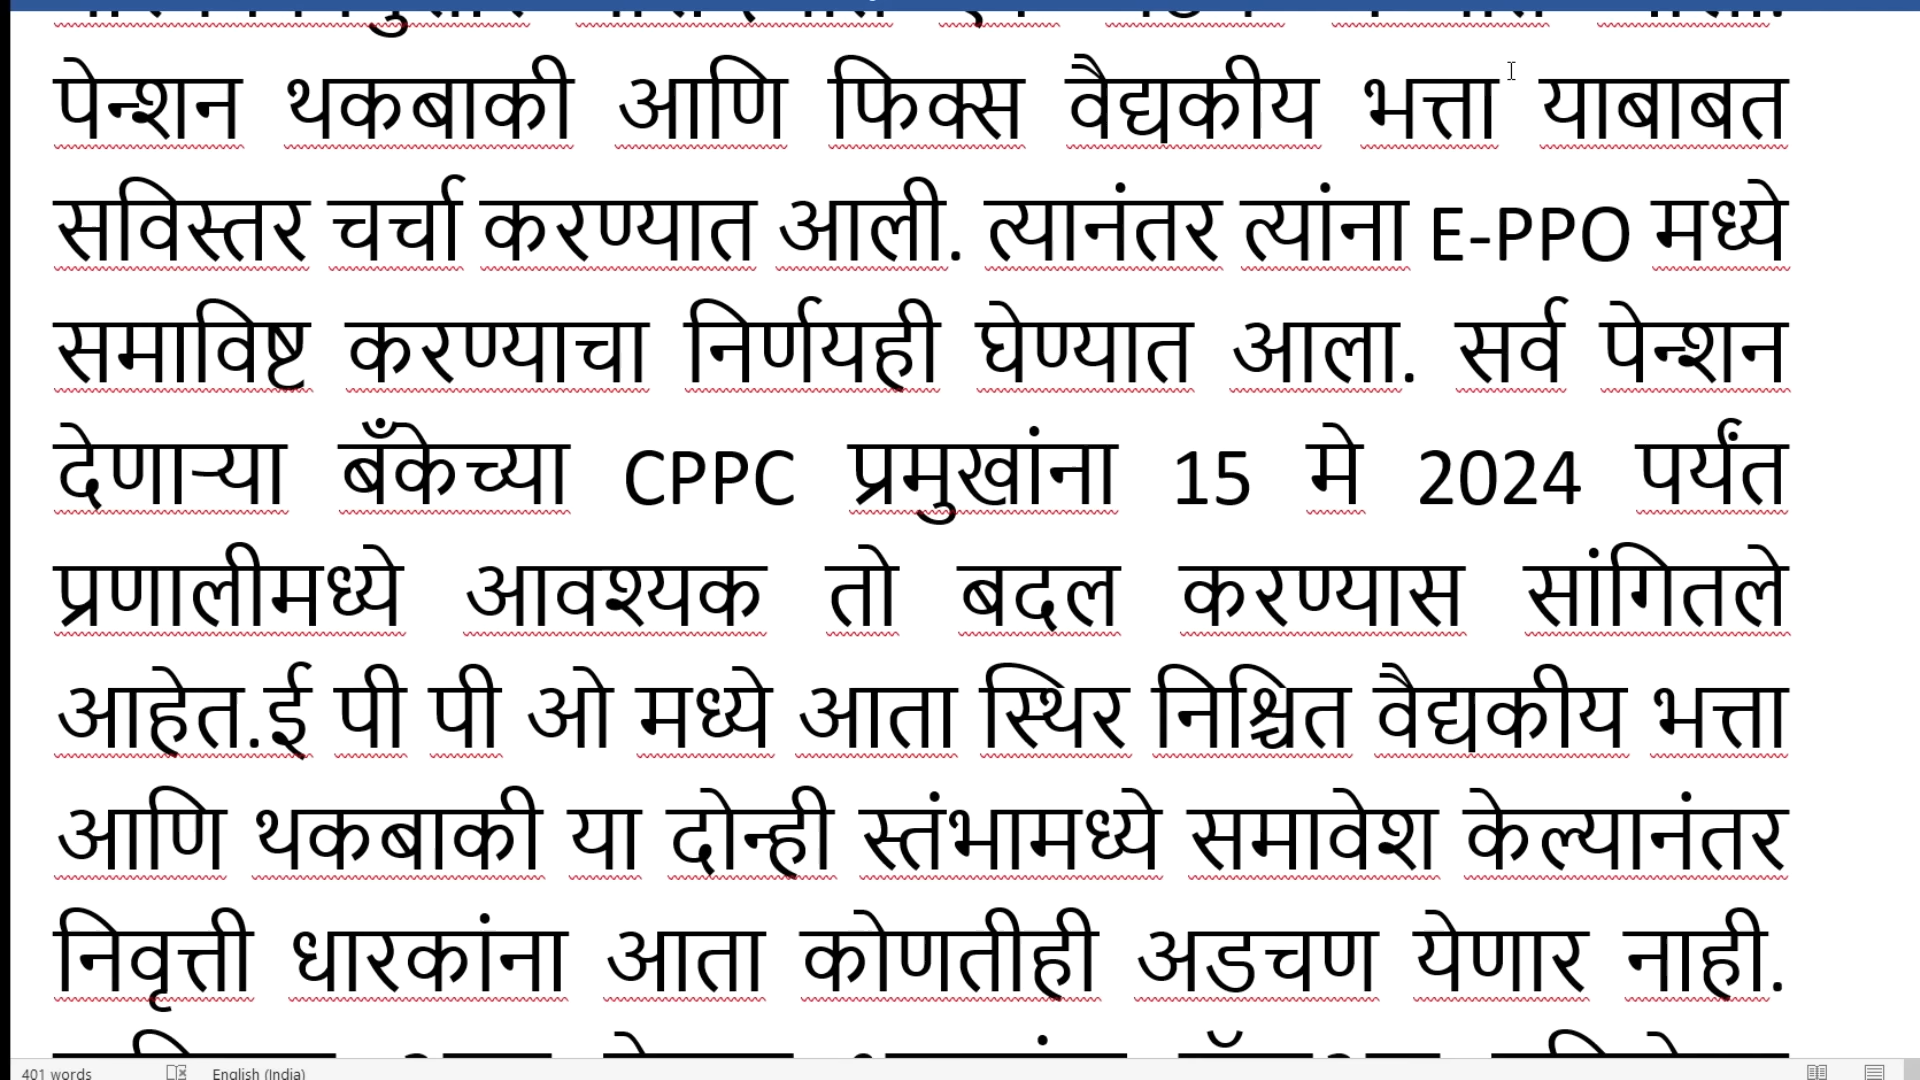 पेन्शन थकबाकी आणि फिक्स वैद्यकीय भत्ता याबाबत
सविस्तर चर्चा करण्यात आली. त्यानंतर त्यांना E-PPO मध्ये
समाविष्ट करण्याचा निर्णयही घेण्यात आला. सर्व पेन्शन
देणाऱ्या बँकेच्या CPPC प्रमुखांना 15 मे 2024 पर्यंत
प्रणालीमध्ये आवश्यक तो बदल करण्यास सांगितले
आहेत.ई पी पी ओ मध्ये आता स्थिर निश्चित वैद्यकीय भत्ता
आणि थकबाकी या दोन्ही स्तंभामध्ये समावेश केल्यानंतर
निवृत्ती धारकांना आता कोणतीही अडचण येणार नाही.
401 words English (India)